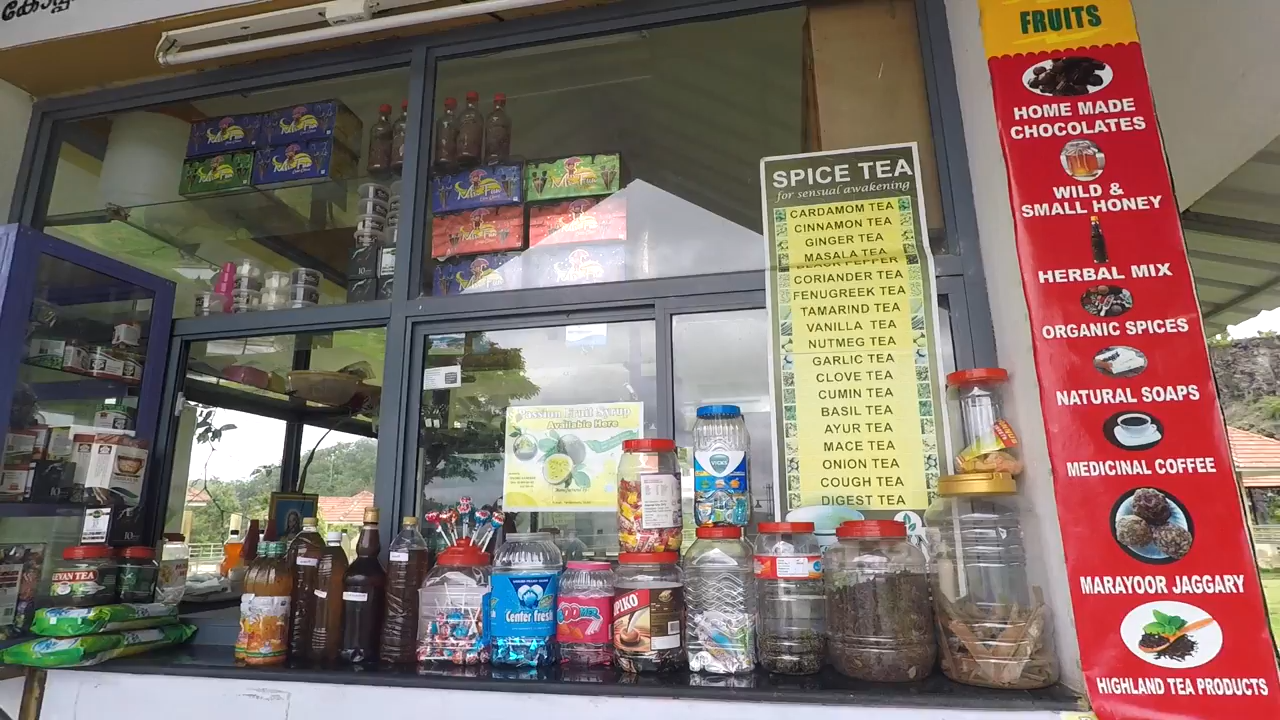 FRUITS
HOME MADE
CHOCOLATES
WILD &
SMALL HONEY
HERBAL MIX
ORGANIC SPICES
NATURAL SOAPS
MEDICINAL COFFEE
MARAYOOR JAGGARY
HIGHLAND TEA PRODUCTS
SPICE TEA
for sensual awakening
CARDAMOM TEA
CINNAMON TEA
GINGER TEA
MASALA TEA
CORIANDER TEA
FENUGREEK TEA
TAMARIND TEA
VANILLA TEA
NUTMEG TEA
GARLIC TEA
CLOVE TEA
CUMIN TEA
BASIL TEA
AYUR TEA
MACE TEA
ONION TEA
COUGH TEA
DIGEST TEA
Passion Fruit Syrup
Available Here
VICKS
Center fresh